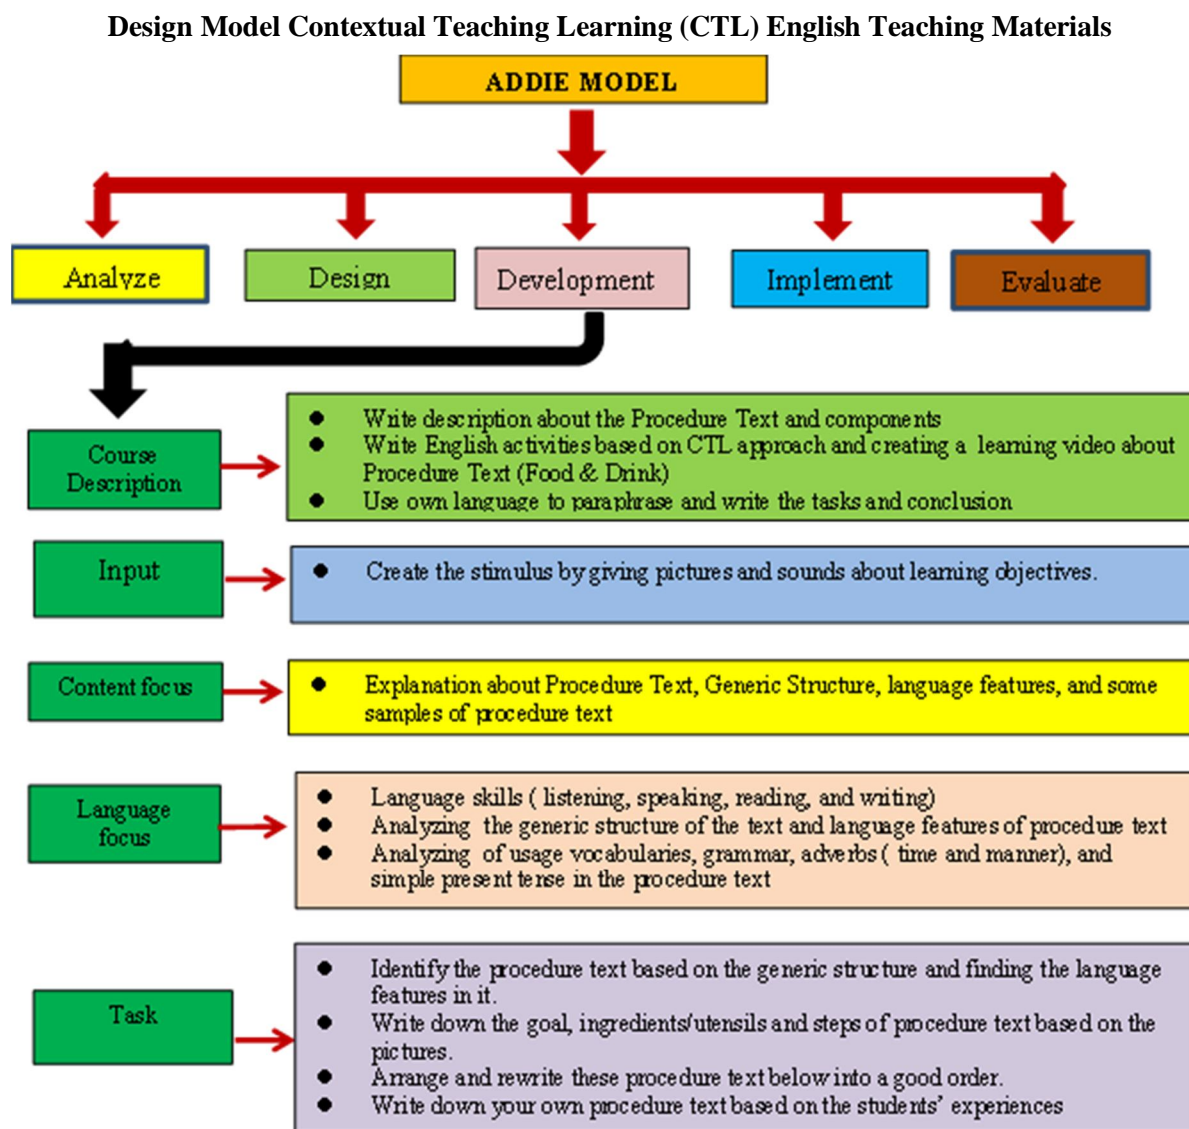 Design Model Contextual Teaching Learning (CTL) English Teaching Materials
ADDIE MODEL
Analyze
Design
Development
Implement
Evaluate
Course
Description
● Write description about the Procedure Text and components
● Write English activities based on CTL approach and creating a learning video about
Procedure Text (Food & Drink)
● Use own language to paraphrase and write the tasks and conclusion
Input
● Create the stimulus by giving pictures and sounds about learning objectives.
Content focus
● Explanation about Procedure Text, Generic Structure, language features, and some
samples of procedure text
Language
focus
● Language skills ( listening, speaking, reading, and writing)
● Analyzing the generic structure of the text and language features of procedure text
● Analyzing of usage vocabularies, grammar, adverbs ( time and manner), and
simple present tense in the procedure text
Task
● Identify the procedure text based on the generic structure and finding the language
features in it.
● Write down the goal, ingredients/utensils and steps of procedure text based on the
pictures.
● Arrange and rewrite these procedure text below into a good order.
● Write down your own procedure text based on the students’ experiences